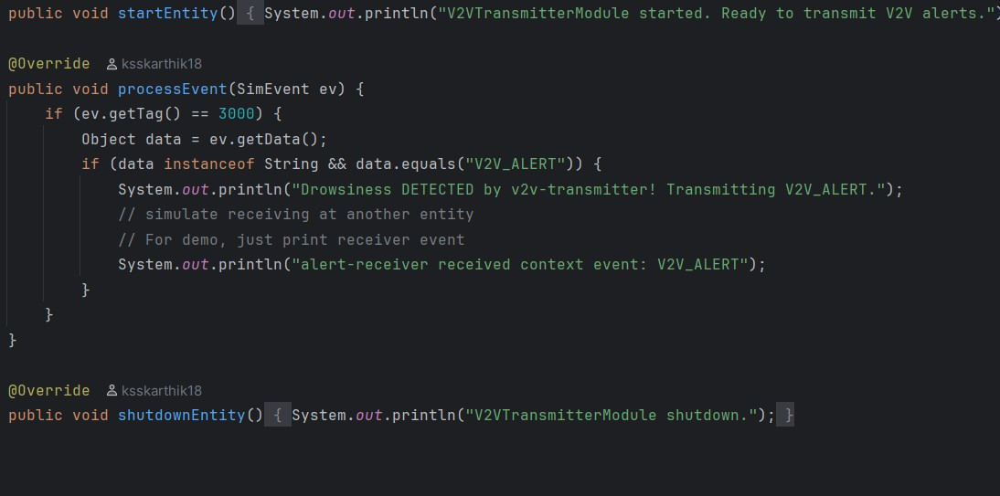 public void startEntity() { System.out.println("V2VTransmitterModule started. Ready to transmit V2V alerts.")
@Override ksskarthik18
public void processEvent(SimEvent ev) {
if (ev.getTag() == 3000) {
Object data = ev.getData();
if (data instanceof String && data.equals("V2V_ALERT")) {
System.out.println("Drowsiness DETECTED by v2v-transmitter! Transmitting V2V_ALERT.");
// simulate receiving at another entity
// For demo, just print receiver event
System.out.println("alert-receiver received context event: V2V_ALERT");
}
}
}
@Override ksskarthik18
public void shutdownEntity() { System.out.println("V2VTransmitterModule shutdown."); }